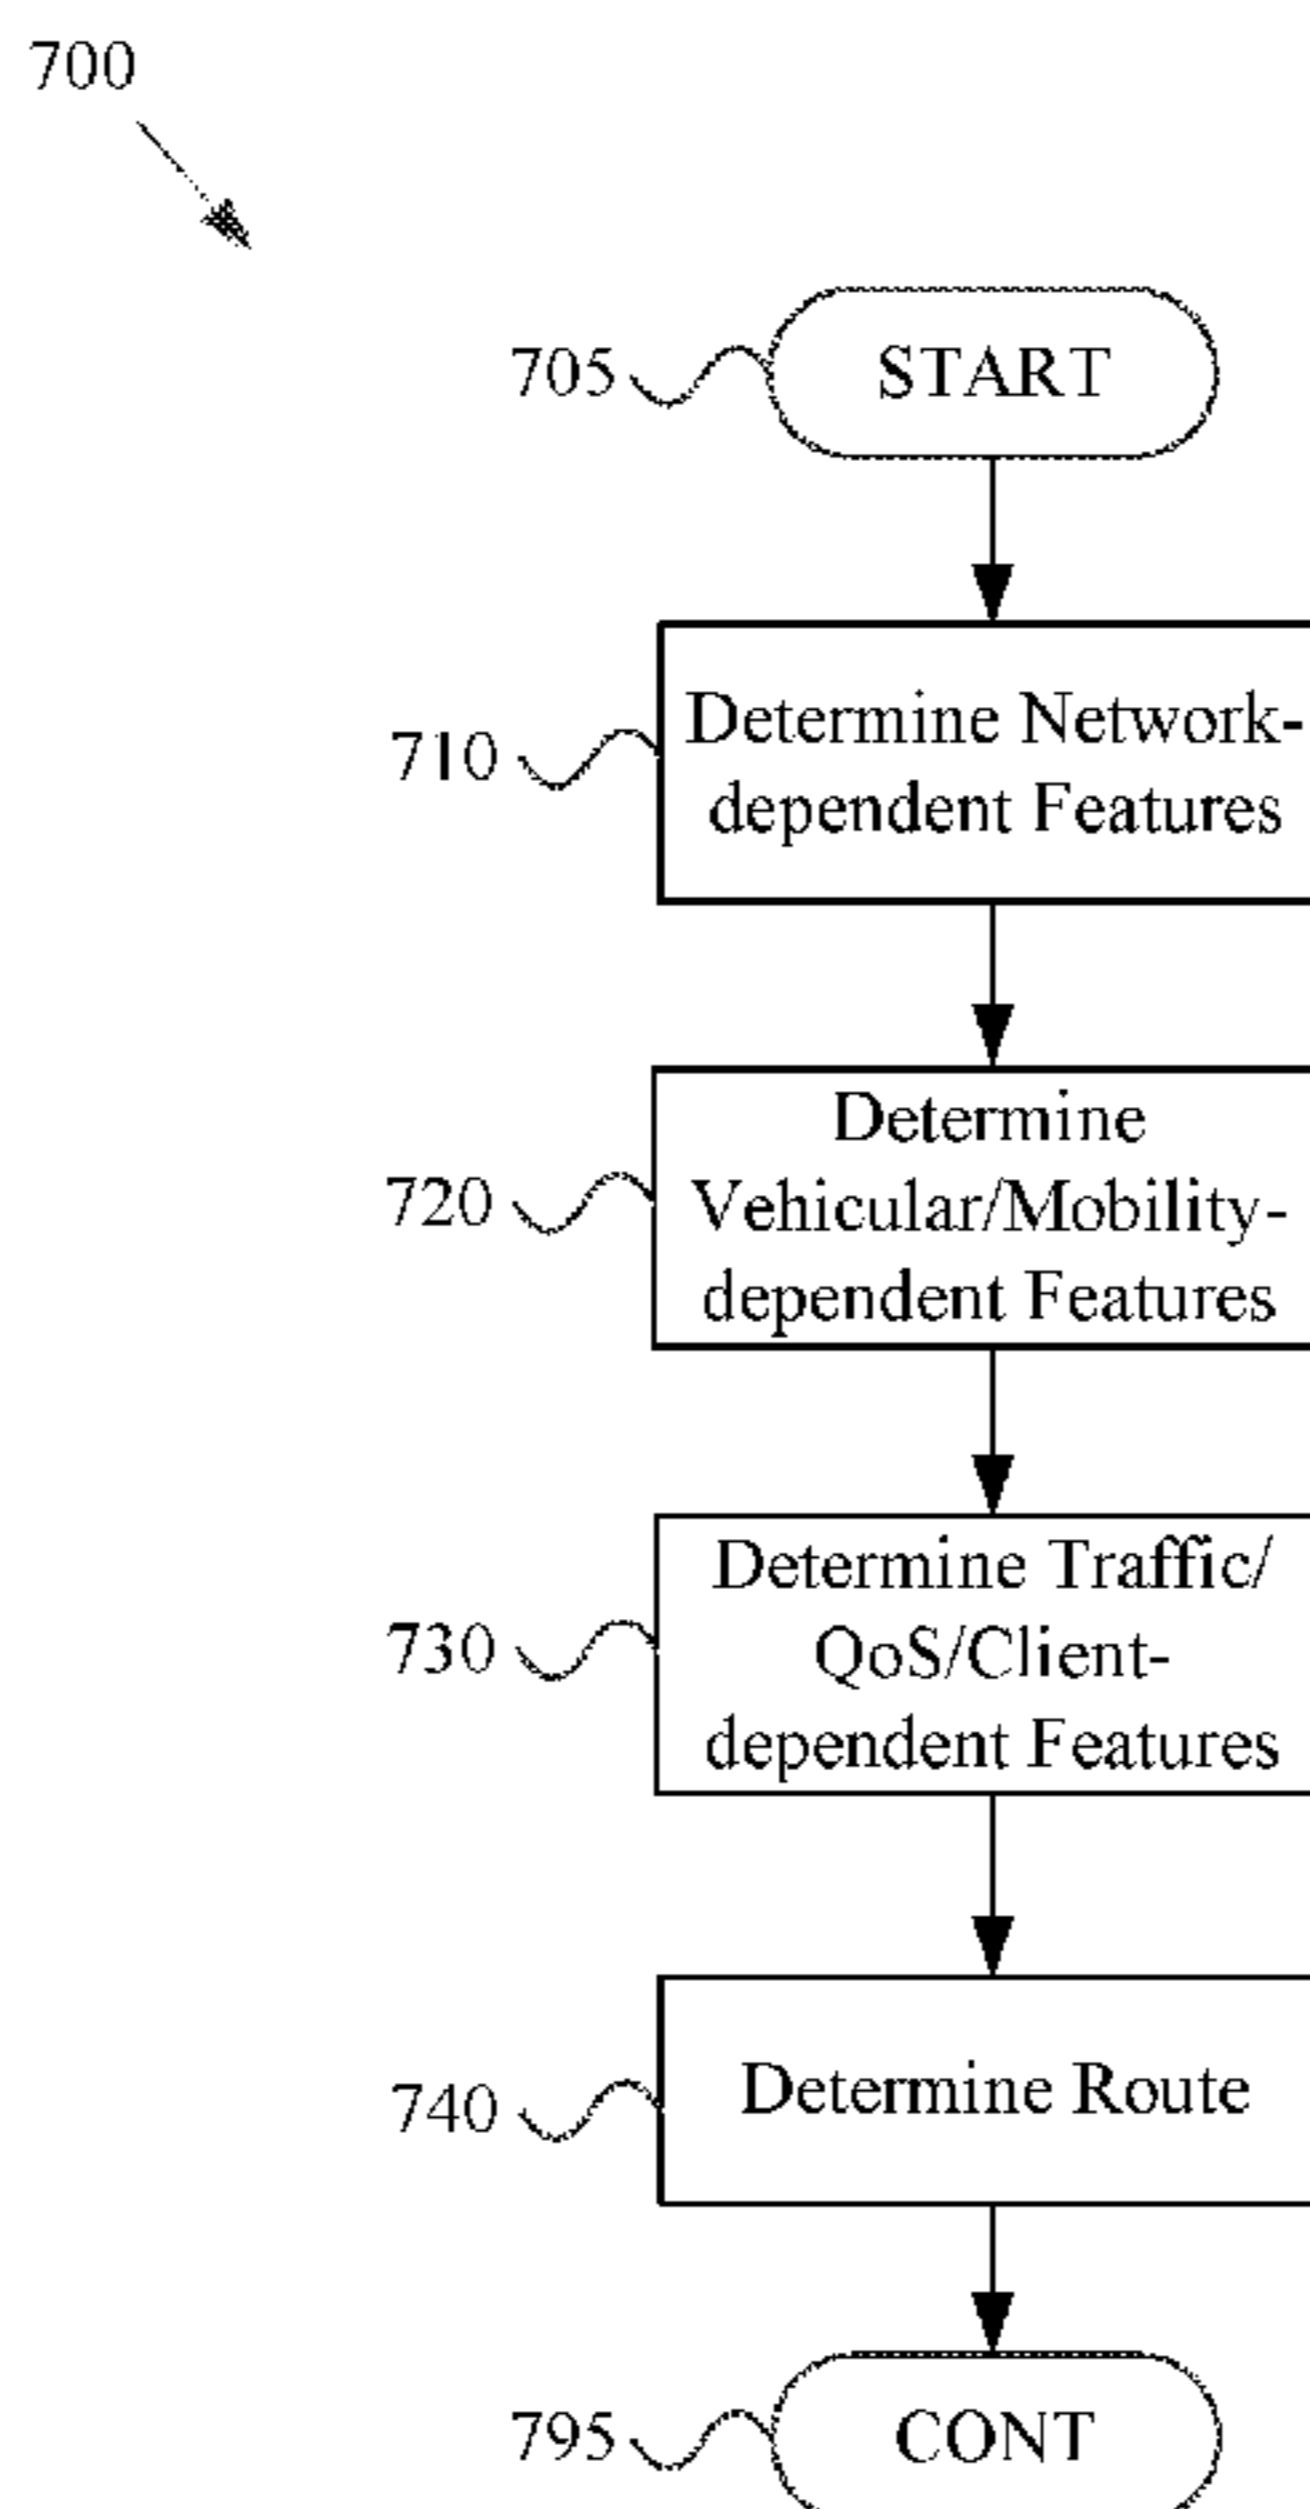 700
705
START
710
Determine Network-
dependent Features
720
Determine
Vehicular/Mobility-
dependent Features
730
Determine Traffic/
QoS/Client-
dependent Features
740
Determine Route
795
CONT